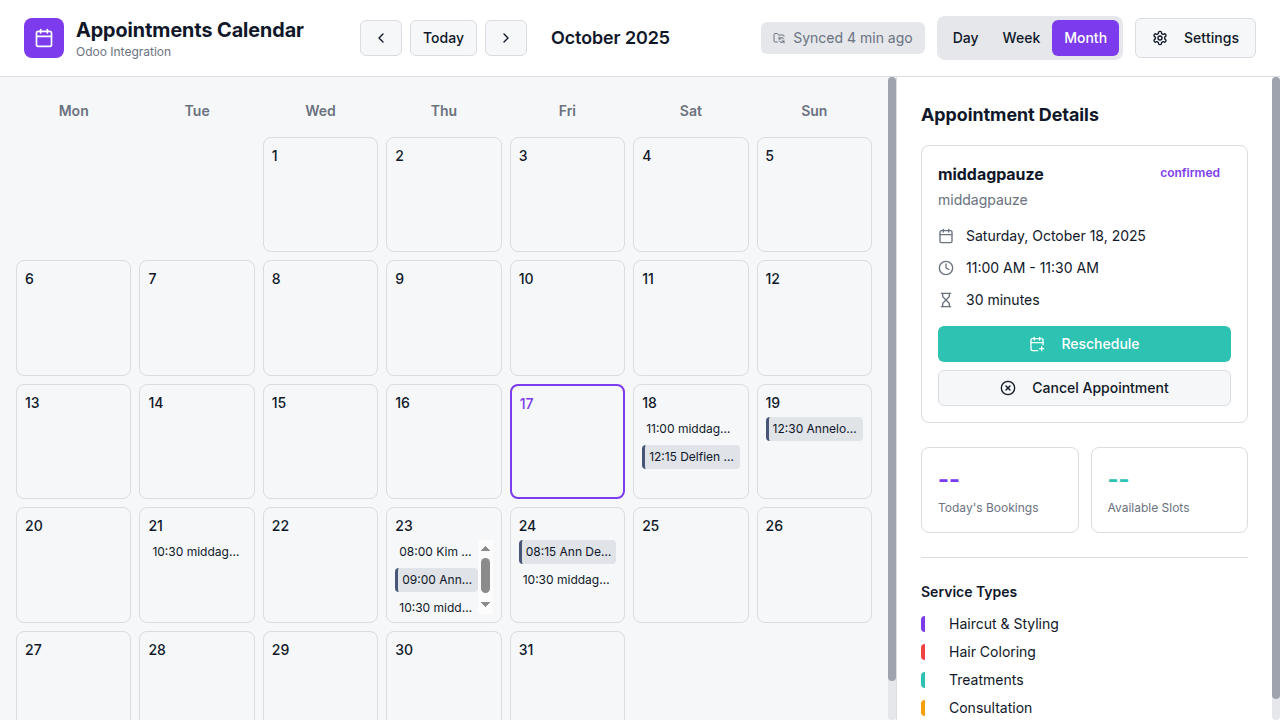 Appointments Calendar
Odoo Integration
Today
October 2025
Synced 4 min ago
Day
Week
Month
Settings
Mon Tue Wed Thu Fri Sat Sun
1 2 3 4 5
6 7 8 9 10 11 12
13 14 15 16 17 18 19
11:00 middag...
12:15 Delfien ...
12:30 Annelo...
20 21 22 23 24 25 26
10:30 middag...
08:00 Kim ...
09:00 Ann...
10:30 midd...
08:15 Ann De...
10:30 middag...
27 28 29 30 31
Appointment Details
middagpauze
confirmed
middagpauze
Saturday, October 18, 2025
11:00 AM - 11:30 AM
30 minutes
Reschedule
Cancel Appointment
--
Today's Bookings
--
Available Slots
Service Types
Haircut & Styling
Hair Coloring
Treatments
Consultation